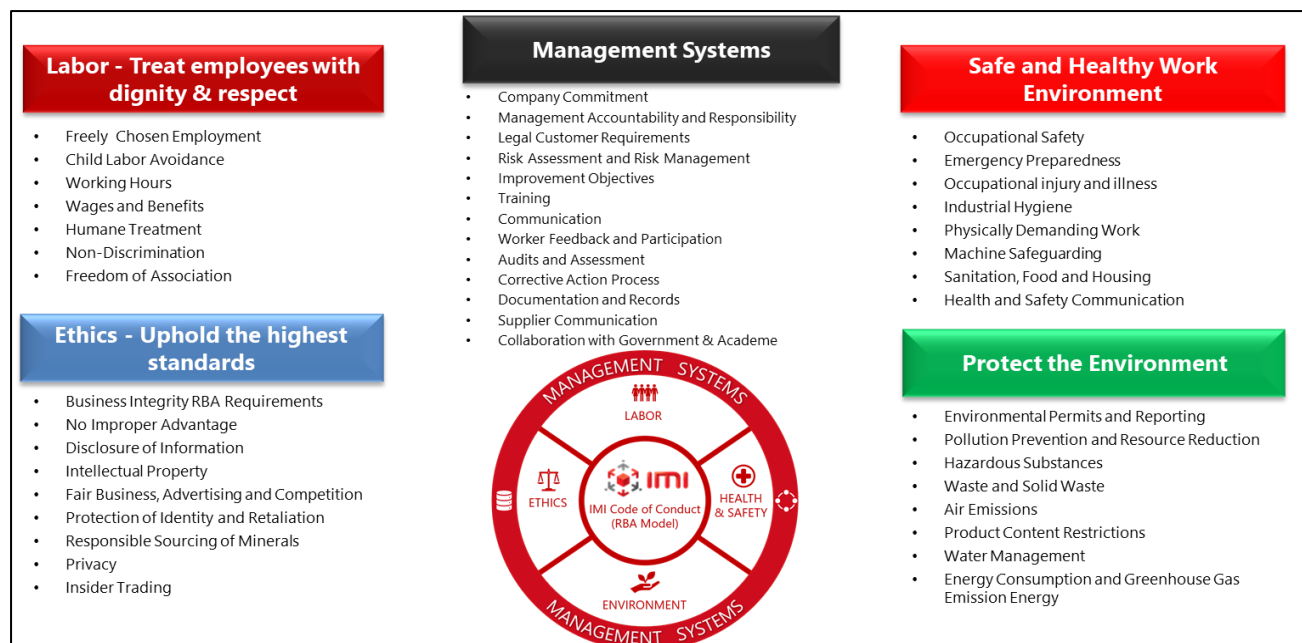 Labor - Treat employees with
dignity & respect
• Freely Chosen Employment
• Child Labor Avoidance
• Working Hours
• Wages and Benefits
• Humane Treatment
• Non-Discrimination
• Freedom of Association
Ethics - Uphold the highest
standards
• Business Integrity RBA Requirements
• No Improper Advantage
• Disclosure of Information
• Intellectual Property
• Fair Business, Advertising and Competition
• Protection of Identity and Retaliation
• Responsible Sourcing of Minerals
• Privacy
• Insider Trading
Management Systems
• Company Commitment
• Management Accountability and Responsibility
• Legal Customer Requirements
• Risk Assessment and Risk Management
• Improvement Objectives
• Training
• Communication
• Worker Feedback and Participation
• Audits and Assessment
• Corrective Action Process
• Documentation and Records
• Supplier Communication
• Collaboration with Government & Academe
MANAGEMENT SYSTEMS
LABOR
ETHICS
IMI
IMI Code of Conduct
(RBA Model)
HEALTH
& SAFETY
ENVIRONMENT
MANAGEMENT SYSTEMS
Safe and Healthy Work
Environment
• Occupational Safety
• Emergency Preparedness
• Occupational injury and illness
• Industrial Hygiene
• Physically Demanding Work
• Machine Safeguarding
• Sanitation, Food and Housing
• Health and Safety Communication
Protect the Environment
• Environmental Permits and Reporting
• Pollution Prevention and Resource Reduction
• Hazardous Substances
• Waste and Solid Waste
• Air Emissions
• Product Content Restrictions
• Water Management
• Energy Consumption and Greenhouse Gas
Emission Energy